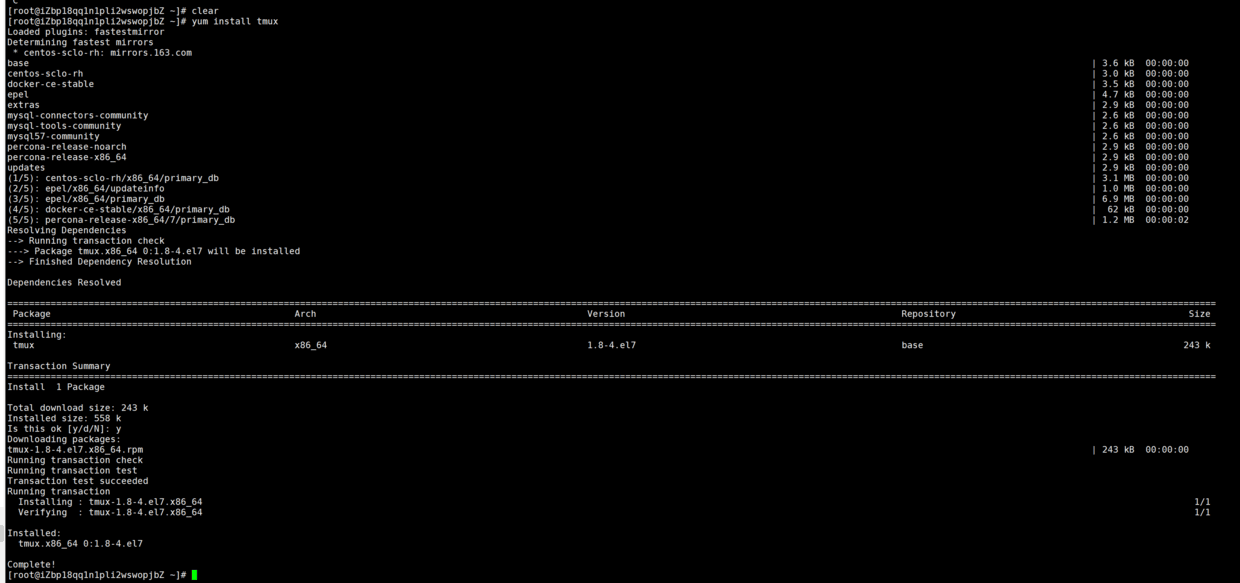 [root@iZbp18qq1n1pli2wswopjbZ ~]# clear
[root@iZbp18qq1n1pli2wswopjbZ ~]# yum install tmux
Loaded plugins: fastestmirror
Determining fastest mirrors
 * centos-sclo-rh: mirrors.163.com
base | 3.6 kB 00:00:00
centos-sclo-rh | 3.0 kB 00:00:00
docker-ce-stable | 3.5 kB 00:00:00
epel | 4.7 kB 00:00:00
extras | 2.9 kB 00:00:00
mysql-connectors-community | 2.6 kB 00:00:00
mysql-tools-community | 2.6 kB 00:00:00
mysql57-community | 2.6 kB 00:00:00
percona-release-noarch | 2.9 kB 00:00:00
percona-release-x86_64 | 2.9 kB 00:00:00
updates | 2.9 kB 00:00:00
(1/5): centos-sclo-rh/x86_64/primary_db | 3.1 MB 00:00:00
(2/5): epel/x86_64/updateinfo | 1.0 MB 00:00:00
(3/5): epel/x86_64/primary_db | 6.9 MB 00:00:00
(4/5): docker-ce-stable/x86_64/primary_db | 62 kB 00:00:00
(5/5): percona-release-x86_64/7/primary_db | 1.2 MB 00:00:02
Resolving Dependencies
--> Running transaction check
---> Package tmux.x86_64 0:1.8-4.el7 will be installed
--> Finished Dependency Resolution
Dependencies Resolved
Package Arch Version Repository Size
Installing:
tmux x86_64 1.8-4.el7 base 243 k
Transaction Summary
Install 1 Package
Total download size: 243 k
Installed size: 558 k
Is this ok [y/d/N]: y
Downloading packages:
tmux-1.8-4.el7.x86_64.rpm | 243 kB 00:00:00
Running transaction check
Running transaction test
Transaction test succeeded
Running transaction
Installing : tmux-1.8-4.el7.x86_64 1/1
Verifying : tmux-1.8-4.el7.x86_64 1/1
Installed:
tmux.x86_64 0:1.8-4.el7
Complete!
[root@iZbp18qq1n1pli2wswopjbZ ~]#